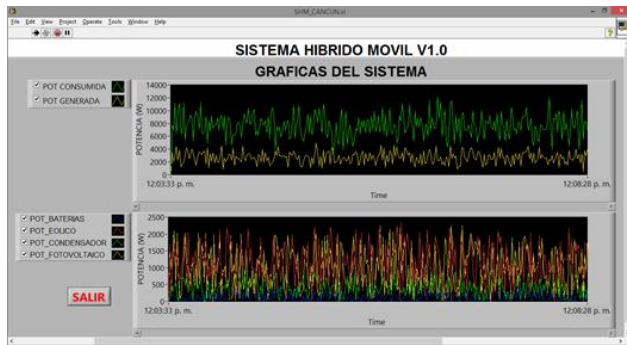 SHM_CANCUN.vi
File Edit View Project Operate Tools Window Help
SISTEMA HIBRIDO MOVIL V1.0
GRAFICAS DEL SISTEMA
POT CONSUMIDA
POT GENERADA
POTENCIA (W)
14000
12000
10000
8000
6000
4000
2000
0
12:03:33 p. m.
12:08:28 p. m.
Time
POT_BATERIAS
POT_EOLICO
POT_CONDENSADOR
POT_FOTOVOLTAICO
POTENCIA (W)
2500
2000
1500
1000
500
0
12:03:33 p. m.
12:08:28 p. m.
Time
SALIR